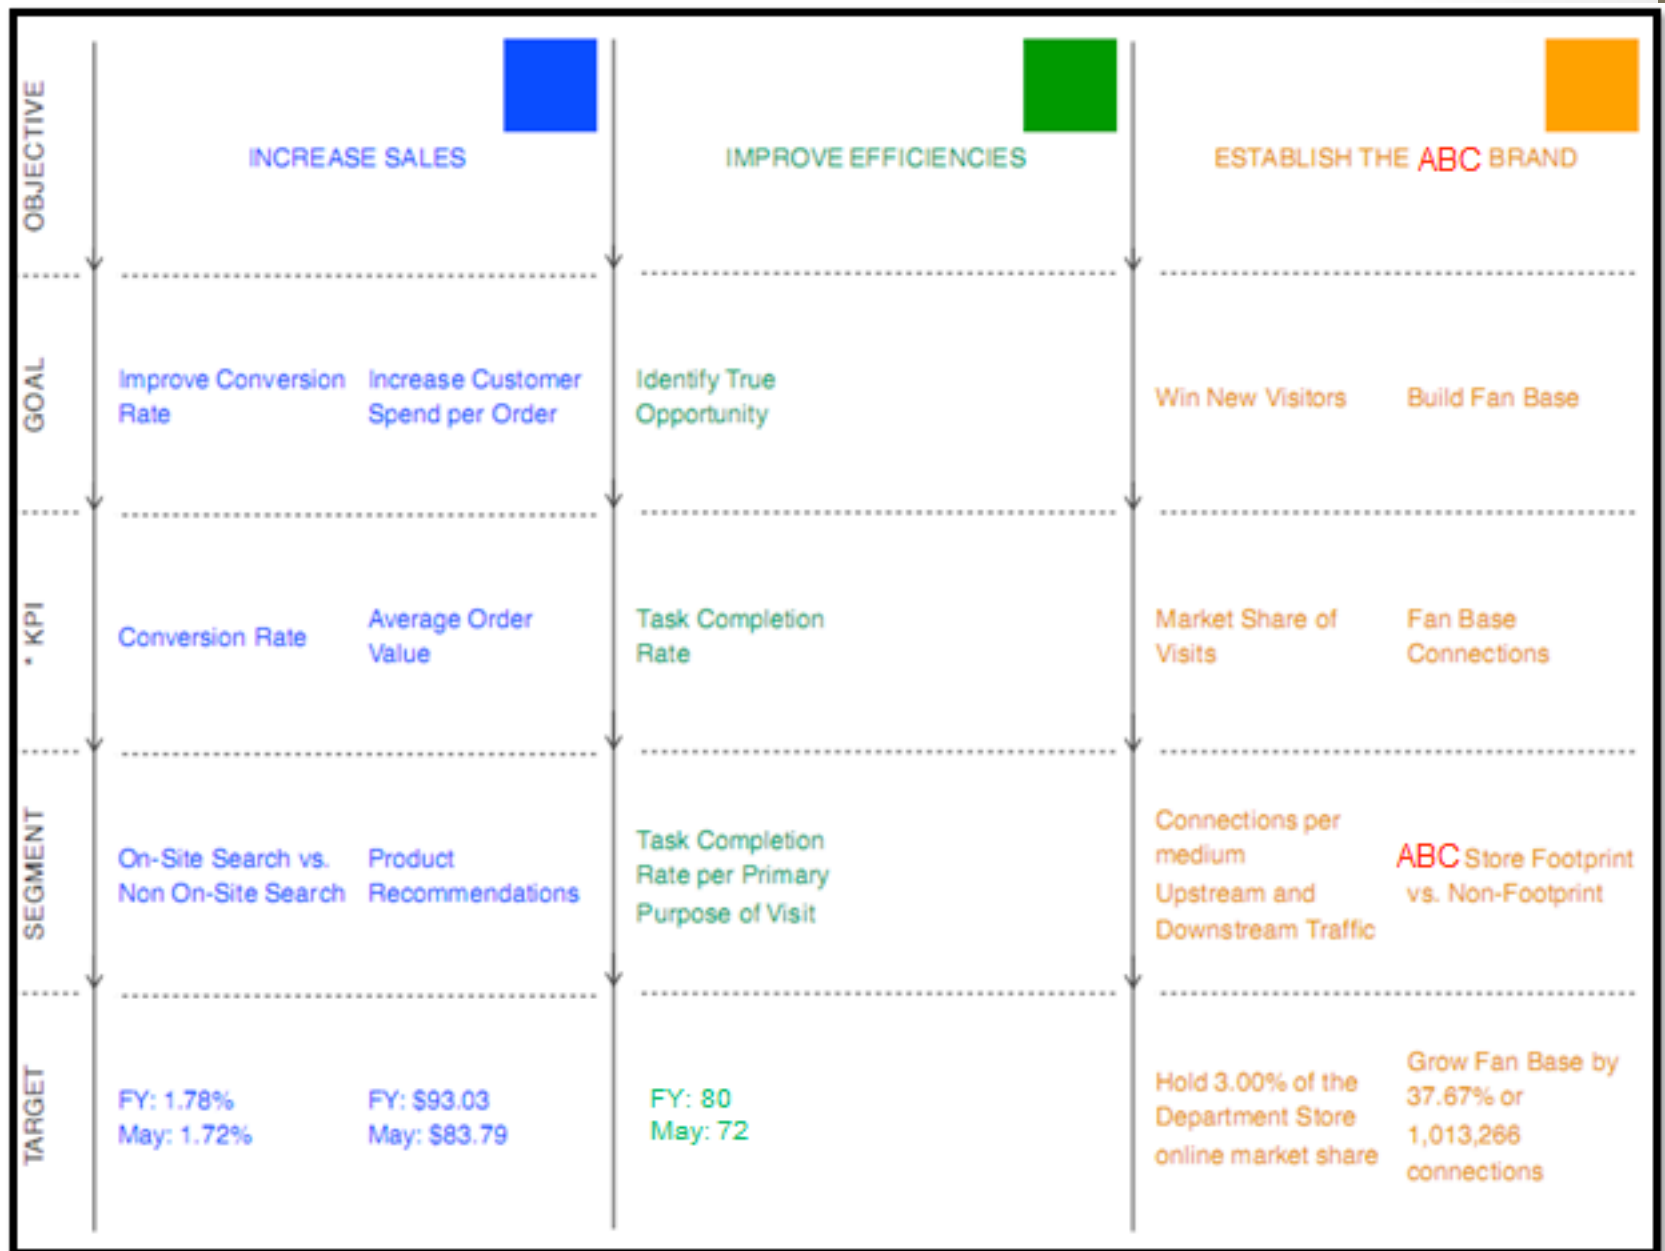 OBJECTIVE
INCREASE SALES
IMPROVE EFFICIENCIES
ESTABLISH THE ABC BRAND
GOAL
Improve Conversion
Rate
Increase Customer
Spend per Order
Identify True
Opportunity
Win New Visitors
Build Fan Base
* KPI
Conversion Rate
Average Order
Value
Task Completion
Rate
Market Share of
Visits
Fan Base
Connections
SEGMENT
On-Site Search vs.
Non On-Site Search
Product
Recommendations
Task Completion
Rate per Primary
Purpose of Visit
Connections per
medium
Upstream and
Downstream Traffic
ABC Store Footprint
vs. Non-Footprint
TARGET
FY: 1.78%
May: 1.72%
FY: $93.03
May: $83.79
FY: 80
May: 72
Hold 3.00% of the
Department Store
online market share
Grow Fan Base by
37.67% or
1,013,266
connections